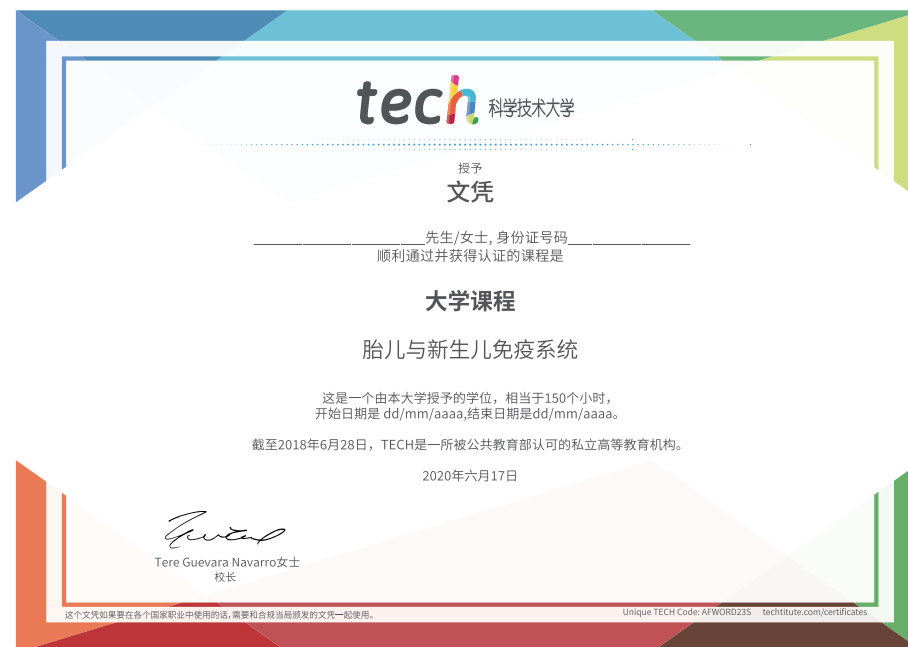 tech 科学技术大学
授予
文凭
先生/女士, 身份证号码
顺利通过并获得认证的课程是
大学课程
胎儿与新生儿免疫系统
这是一个由本大学授予的学位，相当于150个小时，
开始日期是 dd/mm/aaaa,结束日期是dd/mm/aaaa。
截至2018年6月28日，TECH是一所被公共教育部认可的私立高等教育机构。
2020年六月17日
Tere Guevara Navarro女士
校长
这个文凭如果要在各个国家职业中使用的话,需要和合规当局颁发的文凭一起使用。
Unique TECH Code: AFWORD23S techtitute.com/certificates